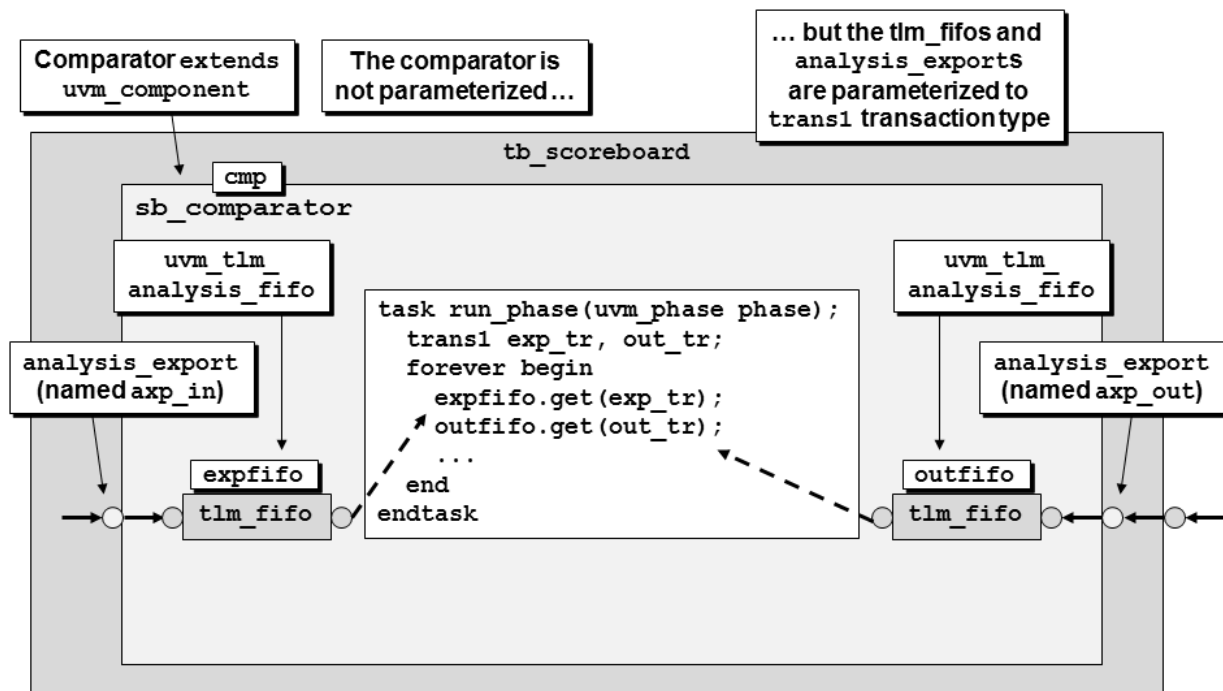 Comparator extends
uvm_component
The comparator is
not parameterized …
… but the tlm_fifos and
analysis_exports
are parameterized to
trans1 transaction type
tb_scoreboard
cmp
sb_comparator
uvm_tlm_
analysis_fifo
uvm_tlm_
analysis_fifo
analysis_export
(named axp_in)
task run_phase(uvm_phase phase);
trans1 exp_tr, out_tr;
forever begin
expfifo.get(exp_tr);
outfifo.get(out_tr);
...
end
endtask
analysis_export
(named axp_out)
expfifo
tlm_fifo
outfifo
tlm_fifo